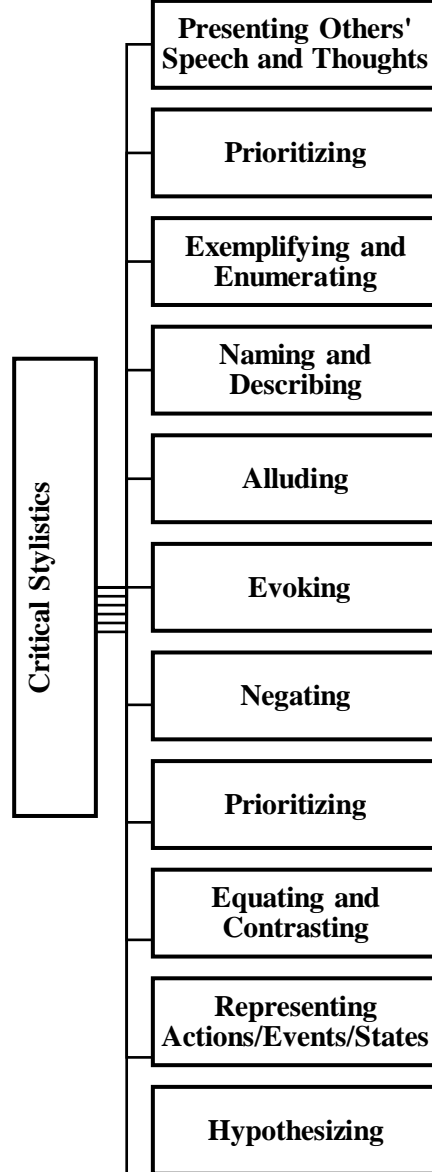 Critical Stylistics
Presenting Others'
Speech and Thoughts
Prioritizing
Exemplifying and
Enumerating
Naming and
Describing
Alluding
Evoking
Negating
Prioritizing
Equating and
Contrasting
Representing
Actions/Events/States
Hypothesizing